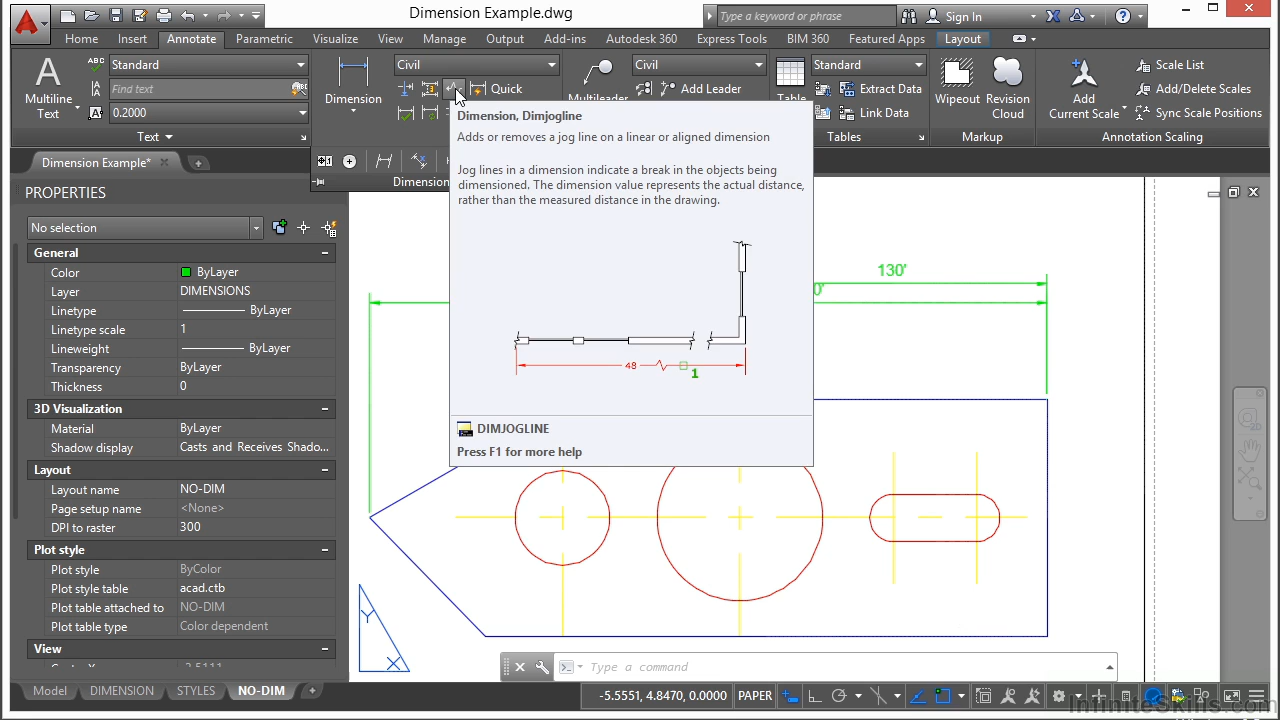 Dimension Example.dwg
Type a keyword or phrase
Sign In
Home
Insert
Annotate
Parametric
Visualize
View
Manage
Output
Add-ins
Autodesk 360
Express Tools
BIM 360
Featured Apps
Layout
A
Multiline
Text
ABC
Standard
Find text
0.2000
Text
Dimension
Civil
Quick
Dimension
Multileader
Civil
Add Leader
Table
Standard
Extract Data
Link Data
Tables
Wipeout
Revision
Cloud
Markup
Add
Current Scale
Scale List
Add/Delete Scales
Sync Scale Positions
Annotation Scaling
Dimension Example*
PROPERTIES
No selection
General
Color ByLayer
Layer DIMENSIONS
Linetype ByLayer
Linetype scale 1
Lineweight ByLayer
Transparency ByLayer
Thickness 0
3D Visualization
Material ByLayer
Shadow display Casts and Receives Shado...
Layout
Layout name NO-DIM
Page setup name <None>
DPI to raster 300
Plot style
Plot style ByColor
Plot style table acad.ctb
Plot table attached to NO-DIM
Plot table type Color dependent
View
Dimension, Dimjogline
Adds or removes a jog line on a linear or aligned dimension
Jog lines in a dimension indicate a break in the objects being
dimensioned. The dimension value represents the actual distance,
rather than the measured distance in the drawing.
48
1
DIMJOGLINE
Press F1 for more help
130'
0'
Y
X
Type a command
Model
DIMENSION
STYLES
NO-DIM
-5.5551, 4.8470, 0.0000
PAPER
InfiniteSkills.com